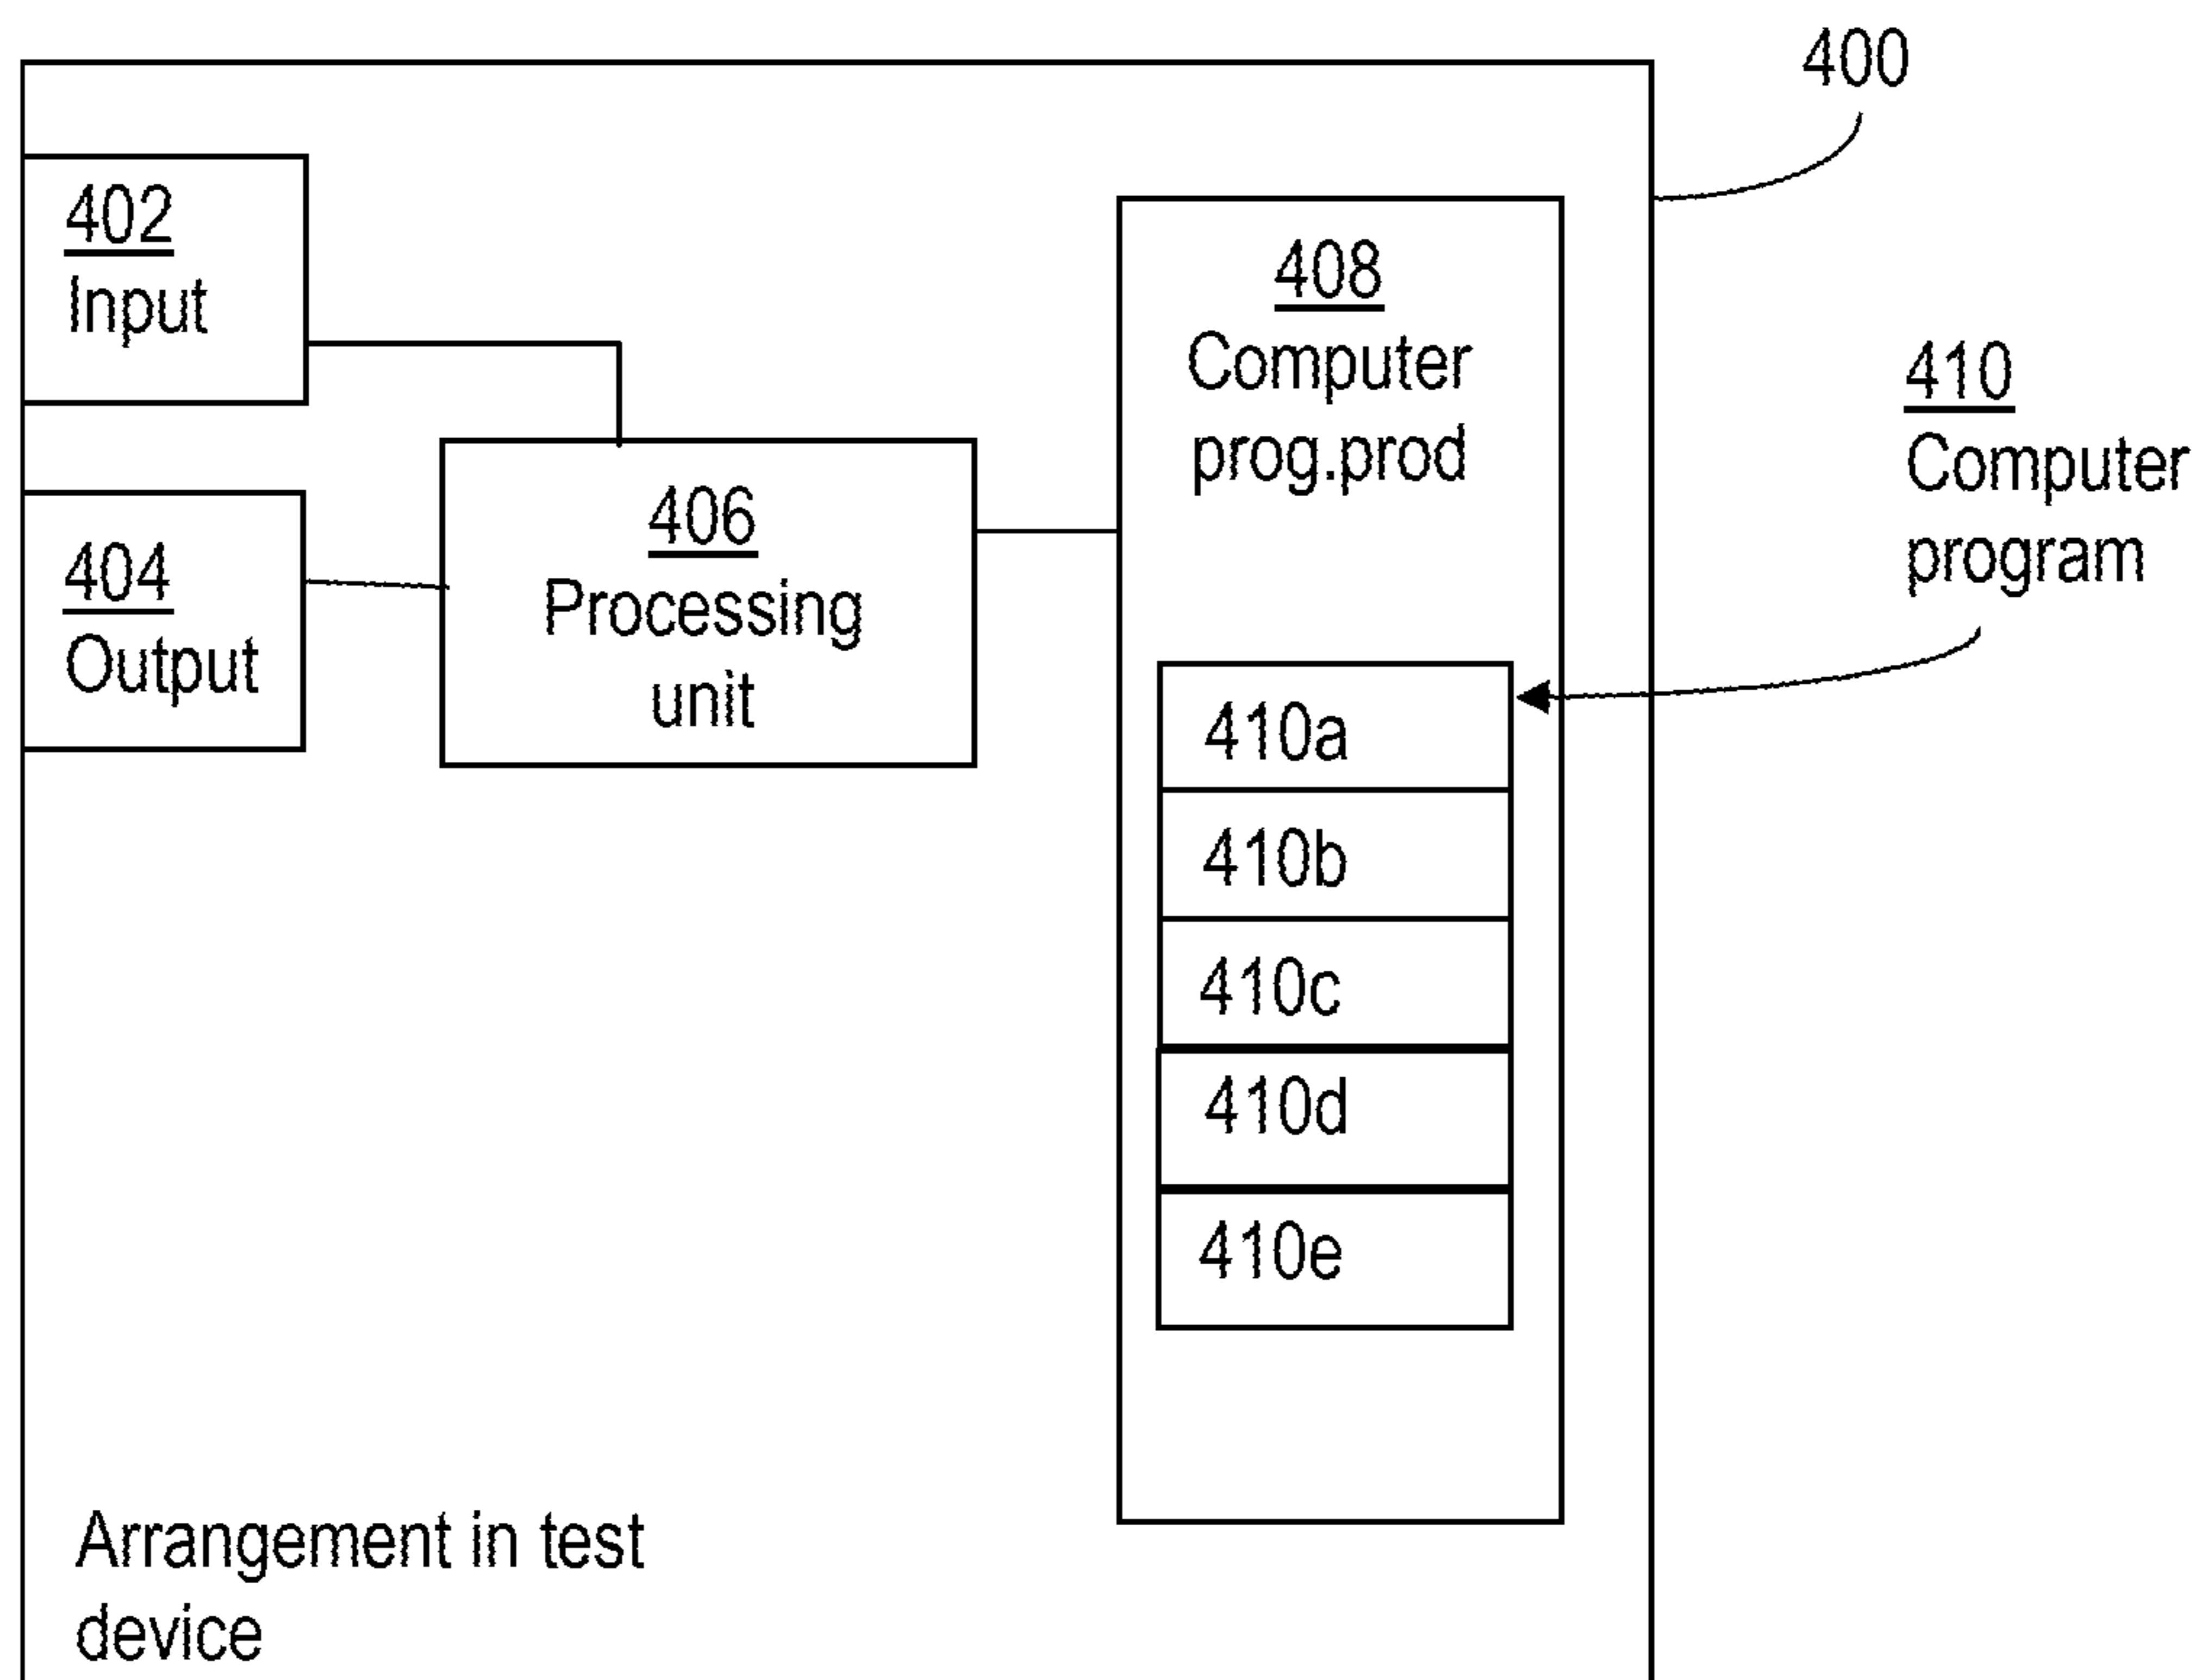 400
402
Input
404
Output
406
Processing
unit
408
Computer
prog.prod
410
Computer
program
410a
410b
410c
410d
410e
Arrangement in test
device